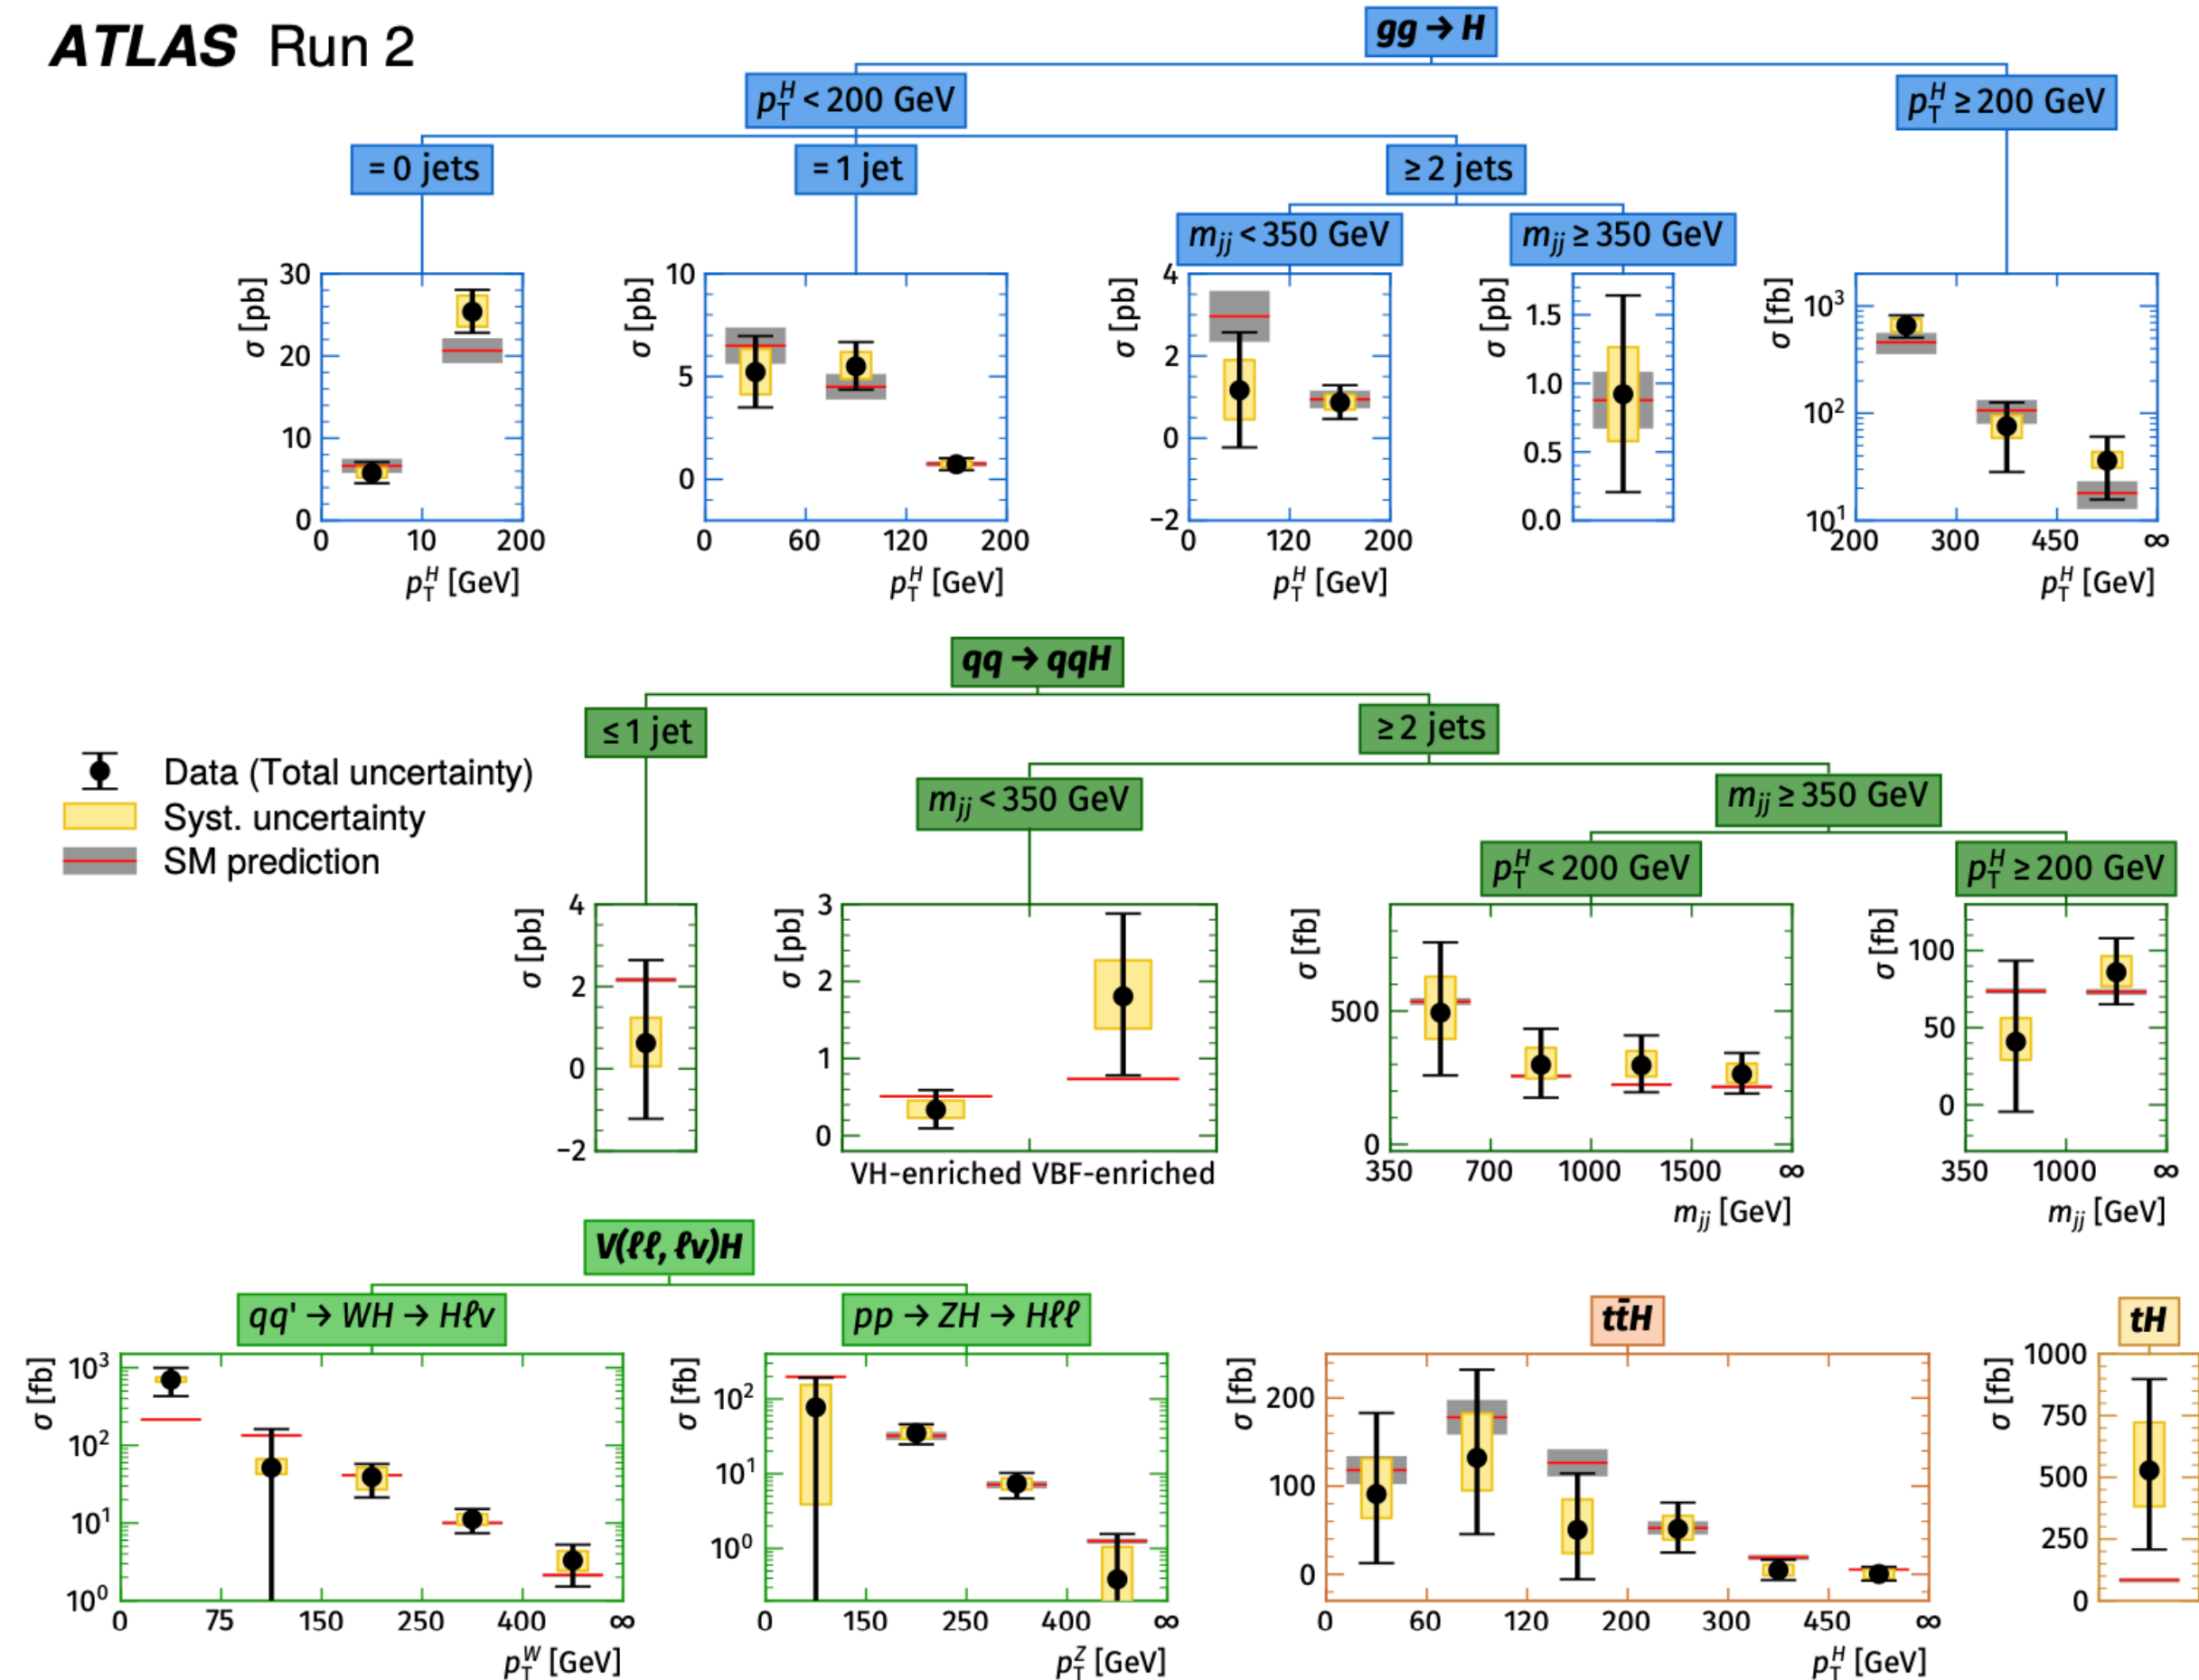 ATLAS Run 2
gg → H
p_T^H < 200 GeV
p_T^H ≥ 200 GeV
= 0 jets
= 1 jet
≥ 2 jets
m_jj < 350 GeV
m_jj ≥ 350 GeV
σ [pb]
30
20
10
0
0 10 200
p_T^H [GeV]
σ [pb]
10
5
0
0 60 120 200
p_T^H [GeV]
σ [pb]
4
2
0
−2
0 120 200
p_T^H [GeV]
σ [pb]
1.5
1.0
0.5
0.0
σ [fb]
10^3
10^2
10^1
200 300 450 ∞
p_T^H [GeV]
qq → qqH
≤ 1 jet
≥ 2 jets
m_jj < 350 GeV
m_jj ≥ 350 GeV
p_T^H < 200 GeV
p_T^H ≥ 200 GeV
Data (Total uncertainty)
Syst. uncertainty
SM prediction
σ [pb]
4
2
0
−2
σ [pb]
3
2
1
0
VH-enriched VBF-enriched
σ [fb]
500
0
350 700 1000 1500 ∞
m_jj [GeV]
σ [fb]
100
50
0
350 1000 ∞
m_jj [GeV]
V(ℓℓ, ℓν)H
qq' → WH → Hℓν
pp → ZH → Hℓℓ
tt̄H
tH
σ [fb]
10^3
10^2
10^1
10^0
0 75 150 250 400 ∞
p_T^W [GeV]
σ [fb]
10^2
10^1
10^0
0 150 250 400 ∞
p_T^Z [GeV]
σ [fb]
200
100
0
0 60 120 200 300 450 ∞
p_T^H [GeV]
σ [fb]
1000
750
500
250
0